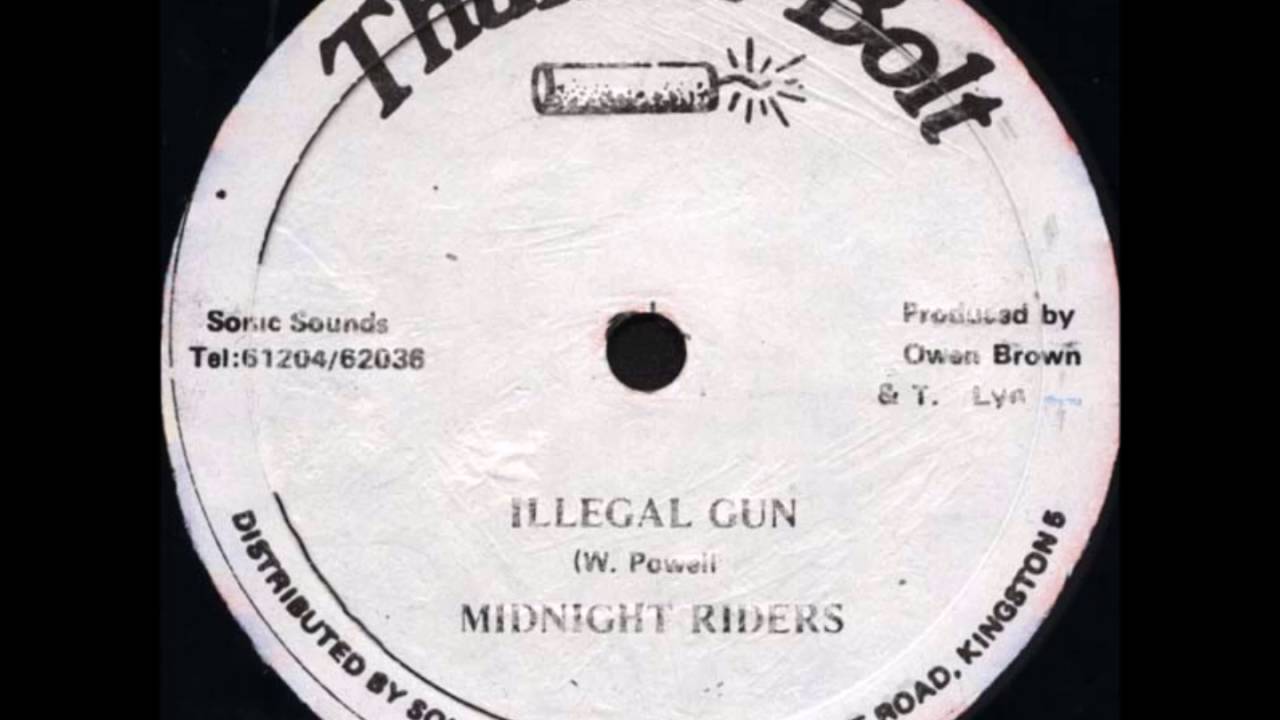 Thunder Bolt
Sonic Sounds
Tel:61204/62036
Produced by
Owen Brown
& T. Lyn
ILLEGAL GUN
(W. Powell
MIDNIGHT RIDERS
DISTRIBUTED BY
ROAD, KINGSTON 5